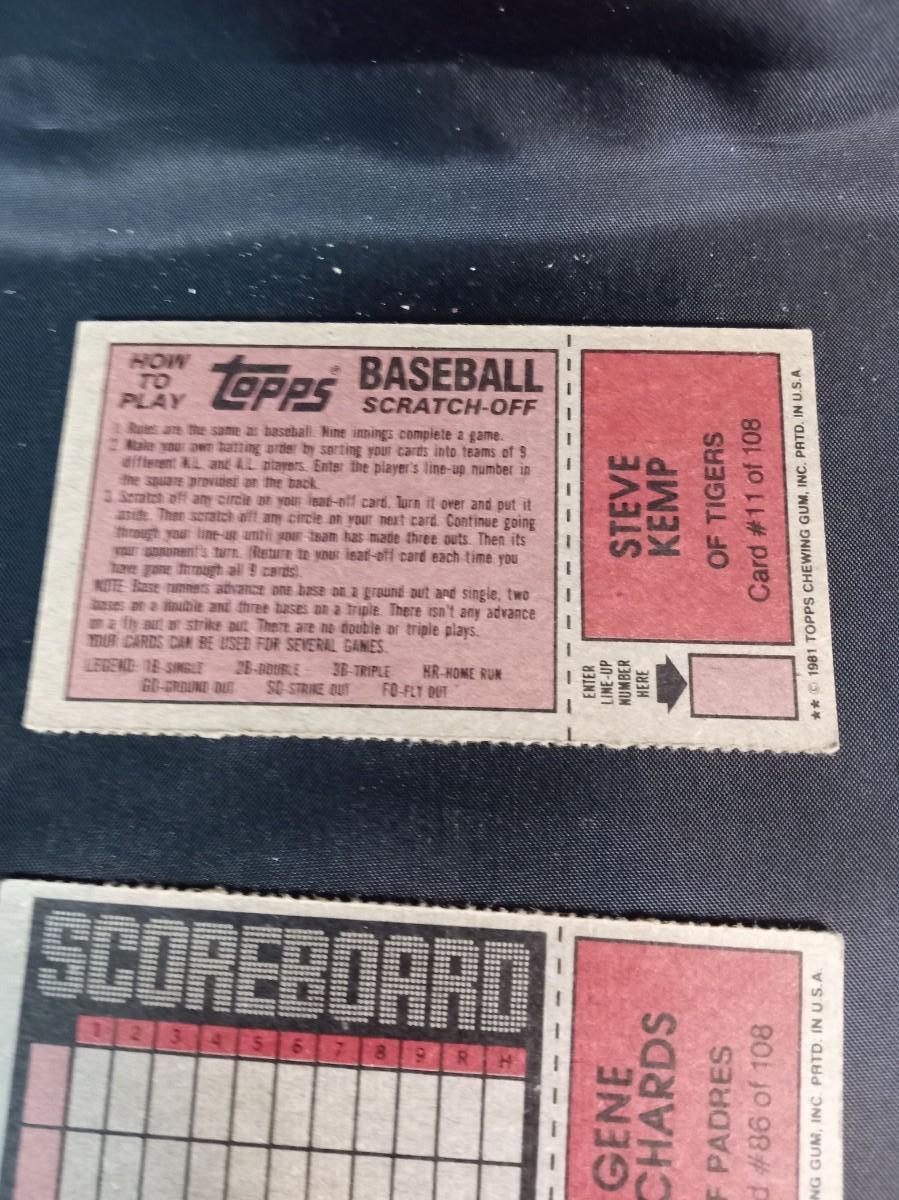 HOW
TO
PLAY
TOPPS®
BASEBALL
SCRATCH-OFF
1. Rules are the same as baseball. Nine innings complete a game.
2. Make your own batting order by sorting your cards into teams of 9
different N.L. and A.L. players. Enter the player's line-up number in
the square provided on the back.
3. Scratch off any circle on your lead-off card. Turn it over and put it
aside. Then scratch off any circle on your next card. Continue going
through your line-up until your team has made three outs. Then its
your opponent's turn. (Return to your leaf-off card each time you
have gone through all 9 cards).
NOTE: Base runners advance one base on a ground out and single, two
bases on a double and three bases on a triple. There isn't any advance
on a fly out or strike out. There are no double or triple plays.
YOUR CARDS CAN BE USED FOR SEVERAL GAMES.
LEGEND: 1B-SINGLE 2B-DOUBLE - 3B-TRIPLE HR-HOME RUN
GO-GROUND OUT SO-STRIKE OUT FO-FLY OUT
STEVE
KEMP
OF TIGERS
Card #11 of 108
ENTER
LINE-UP
NUMBER
HERE
** © 1981 TOPPS CHEWING GUM, INC. PRTD. IN U.S.A.
SCOREBOARD
1 2 3 4 5 6 7 8 9 R H
GENE
CHARDS
F PADRES
d #86 of 108
NG GUM, INC. PRTD. IN U.S.A.